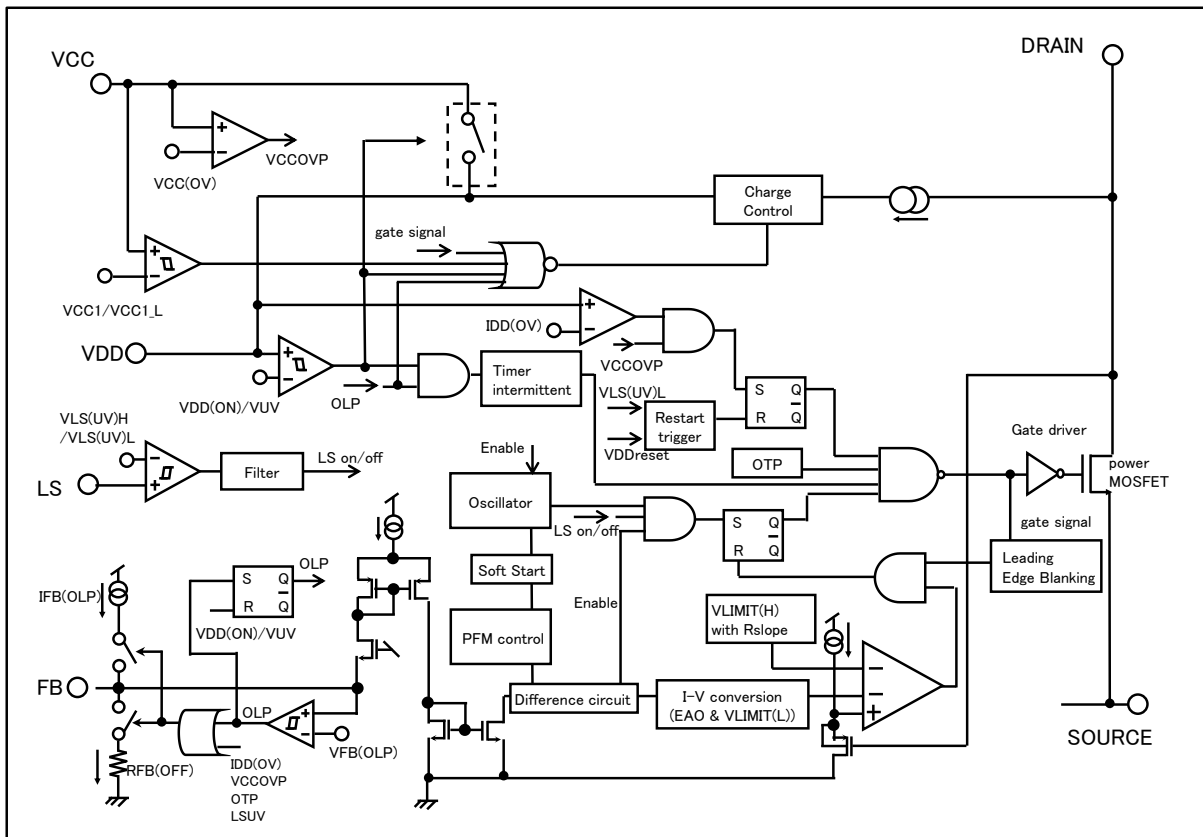 VCC
DRAIN
VCCOVP
VCC(OV)
Charge
Control
gate signal
VCC1/VCC1_L
IDD(OV)
VDD
VCCOVP
VDD(ON)/VUV
OLP
Timer
intermittent
VLS(UV)L
S Q
R Q
Restart
trigger
VDDreset
VLS(UV)H
/VLS(UV)L
Gate driver
Filter
LS on/off
Enable
OTP
power
MOSFET
LS
Oscillator
LS on/off
S Q
R Q
gate signal
Leading
Edge Blanking
OLP
Soft Start
IFB(OLP)
S Q
R Q
Enable
VLIMIT(H)
with Rslope
VDD(ON)/VUV
PFM control
FB
Difference circuit
I-V conversion
(EAO & VLIMIT(L))
OLP
SOURCE
VFB(OLP)
RFB(OFF)
IDD(OV)
VCCOVP
OTP
LSUV